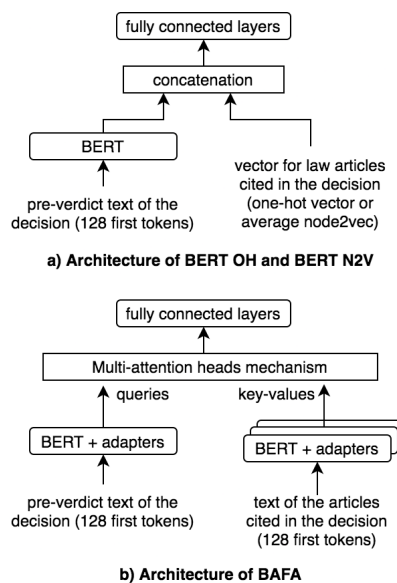 fully connected layers
concatenation
BERT
pre-verdict text of the
decision (128 first tokens)
vector for law articles
cited in the decision
(one-hot vector or
average node2vec)
a) Architecture of BERT OH and BERT N2V
fully connected layers
Multi-attention heads mechanism
queries
key-values
BERT + adapters
BERT + adapters
pre-verdict text of the
decision (128 first tokens)
text of the articles
cited in the decision
(128 first tokens)
b) Architecture of BAFA